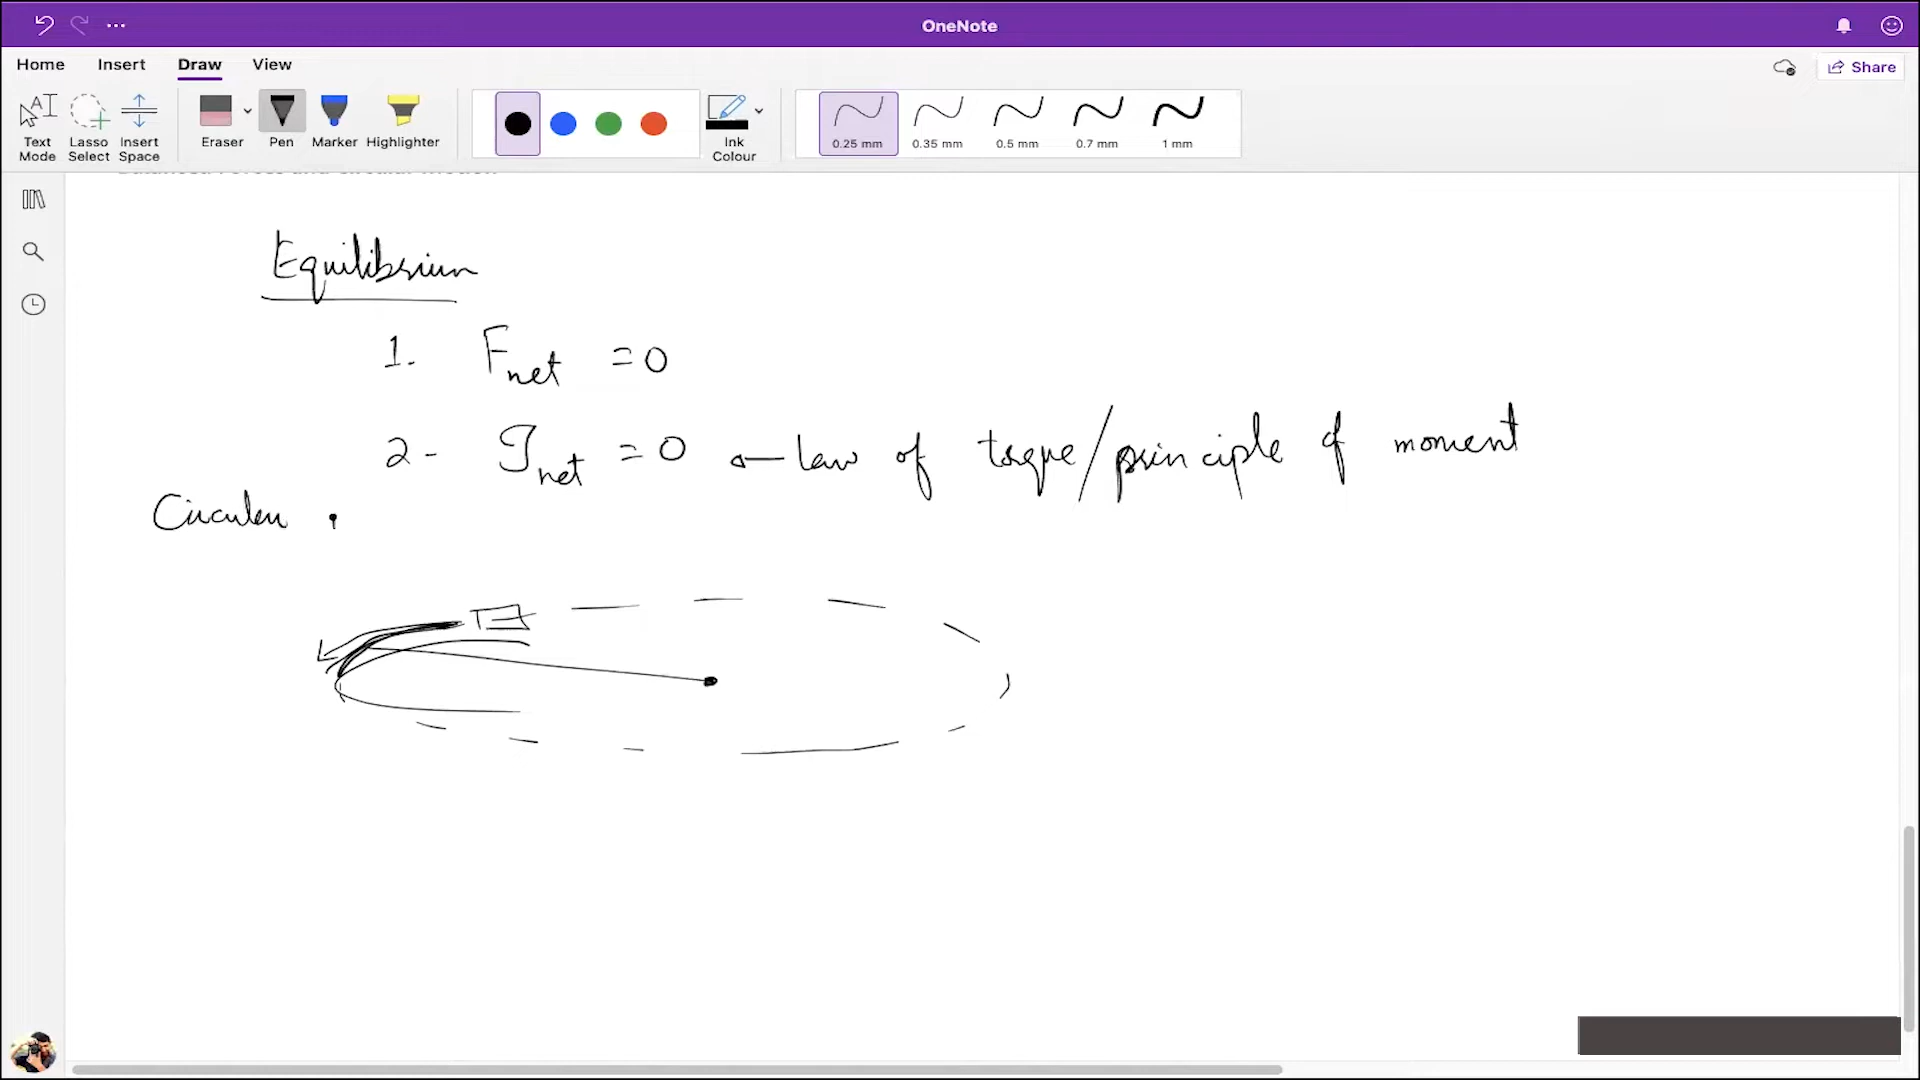 OneNote
Home Insert Draw View
Share
Text Mode
Lasso Select
Insert Space
Eraser
Pen
Marker
Highlighter
Ink Colour
0.25 mm
0.35 mm
0.5 mm
0.7 mm
1 mm
Equilibrium
1. Fnet = 0
2- τnet = 0 ← law of torque/principle of moment
Circular